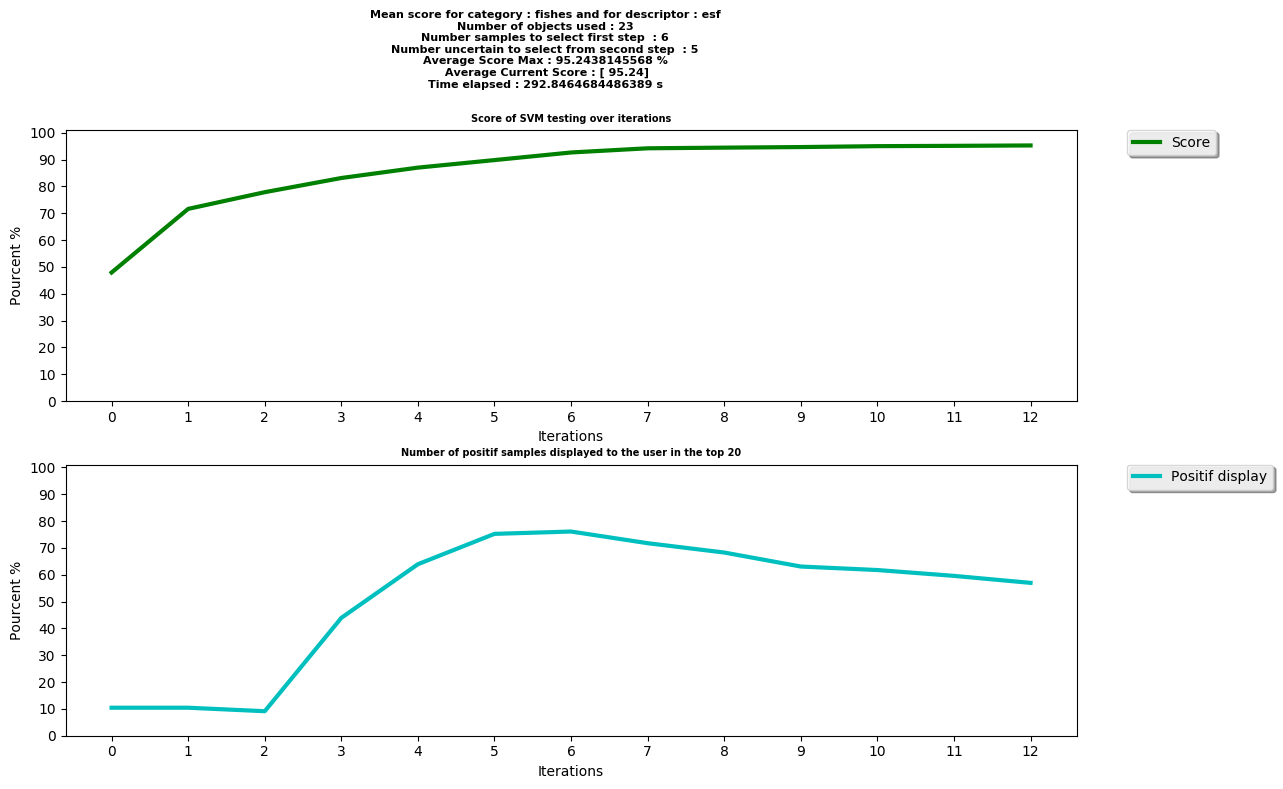 Mean score for category : fishes and for descriptor : esf
Number of objects used : 23
Number samples to select first step  : 6
Number uncertain to select from second step  : 5
Average Score Max : 95.2438145568 %
Average Current Score : [ 95.24]
Time elapsed : 292.8464684486389 s
Score of SVM testing over iterations
100
90
80
70
60
50
40
30
20
10
0
Pourcent %
0 1 2 3 4 5 6 7 8 9 10 11 12
Iterations
Score
Number of positif samples displayed to the user in the top 20
100
90
80
70
60
50
40
30
20
10
0
Pourcent %
0 1 2 3 4 5 6 7 8 9 10 11 12
Iterations
Positif display